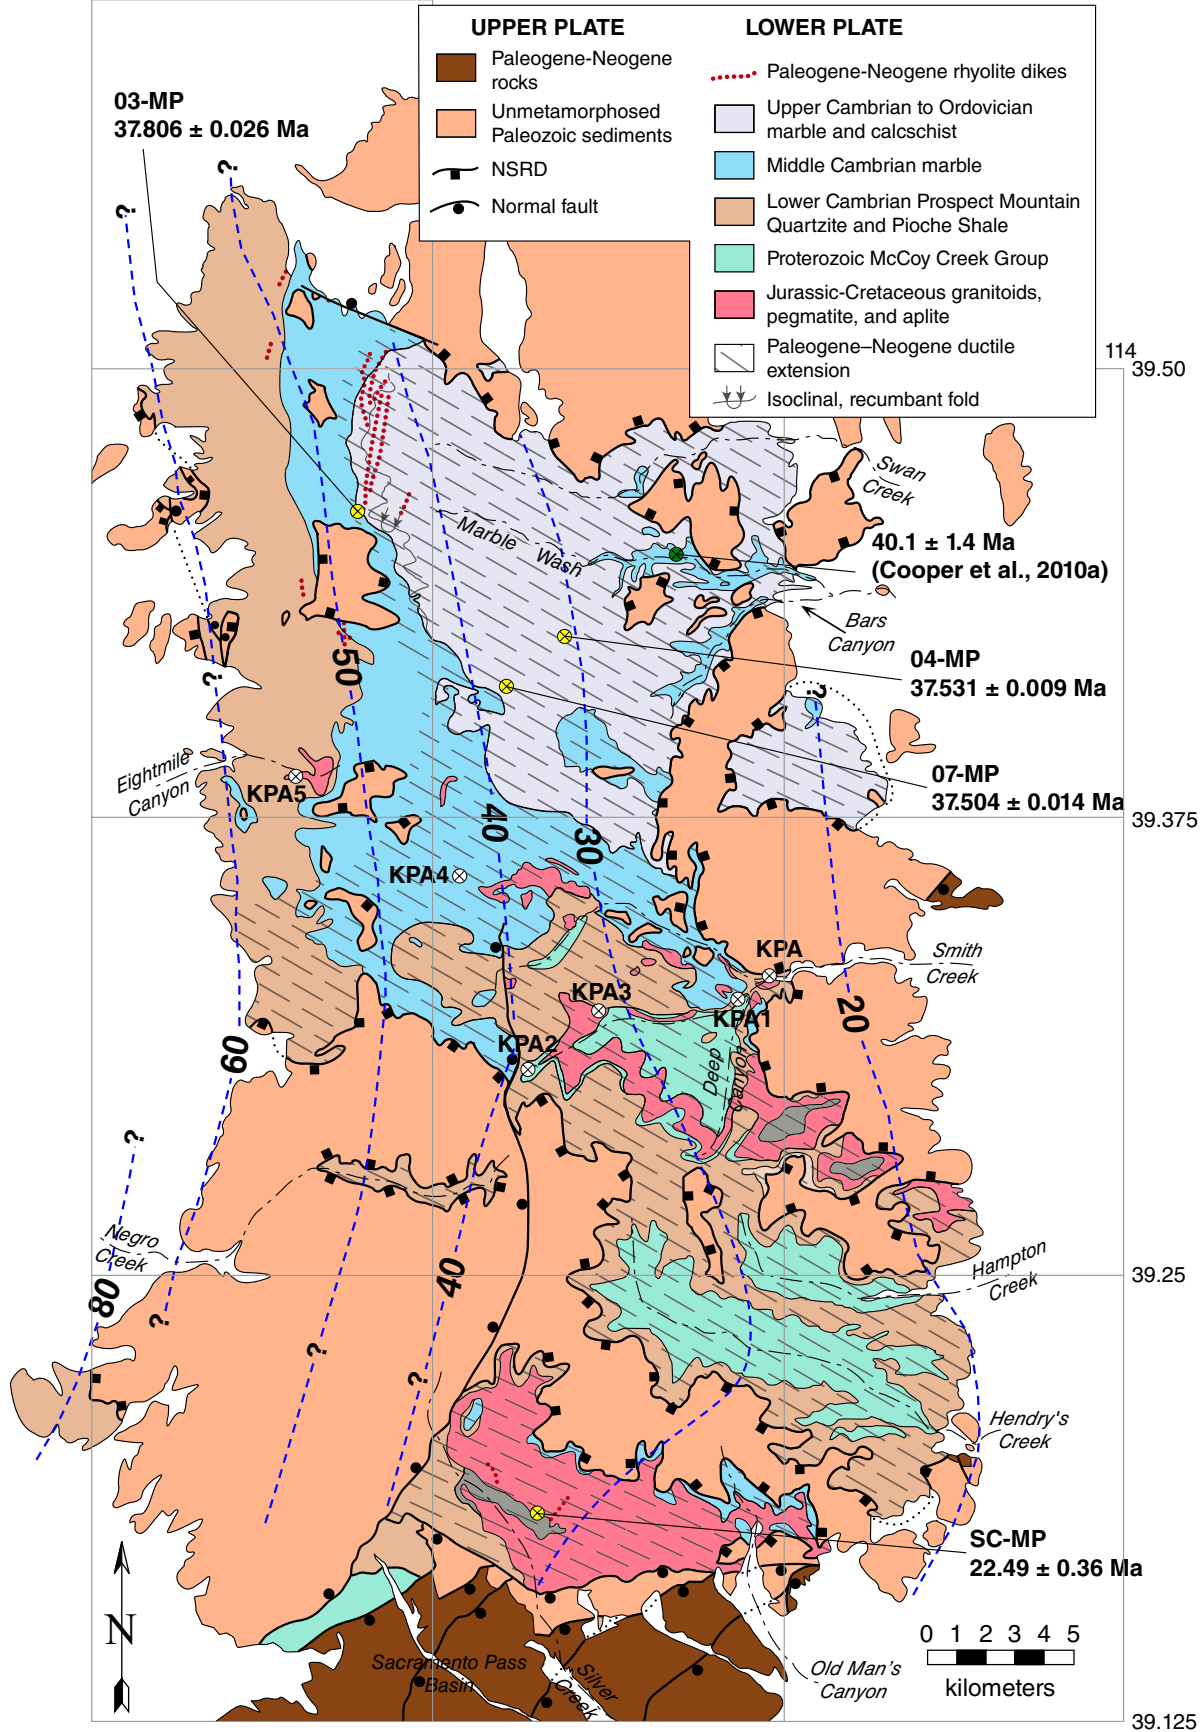 UPPER PLATE
Paleogene-Neogene
rocks
Unmetamorphosed
Paleozoic sediments
NSRD
Normal fault
LOWER PLATE
Paleogene-Neogene rhyolite dikes
Upper Cambrian to Ordovician
marble and calcschist
Middle Cambrian marble
Lower Cambrian Prospect Mountain
Quartzite and Pioche Shale
Proterozoic McCoy Creek Group
Jurassic-Cretaceous granitoids,
pegmatite, and aplite
Paleogene–Neogene ductile
extension
Isoclinal, recumbant fold
03-MP
37.806 ± 0.026 Ma
?
?
114
39.50
Swan
Creek
Marble Wash
40.1 ± 1.4 Ma
(Cooper et al., 2010a)
Bars
Canyon
04-MP
37.531 ± 0.009 Ma
50
?
?
Eightmile
Canyon
KPA5
07-MP
37.504 ± 0.014 Ma
39.375
40
30
KPA4
KPA
Smith
Creek
KPA3
KPA1
20
KPA2
60
Deep
Canyon
?
Negro
Creek
80
40
Hampton
Creek
39.25
?
?
?
Hendry's
Creek
SC-MP
22.49 ± 0.36 Ma
N
0 1 2 3 4 5
kilometers
Sacramento Pass
Basin
Silver
Creek
Old Man's
Canyon
39.125